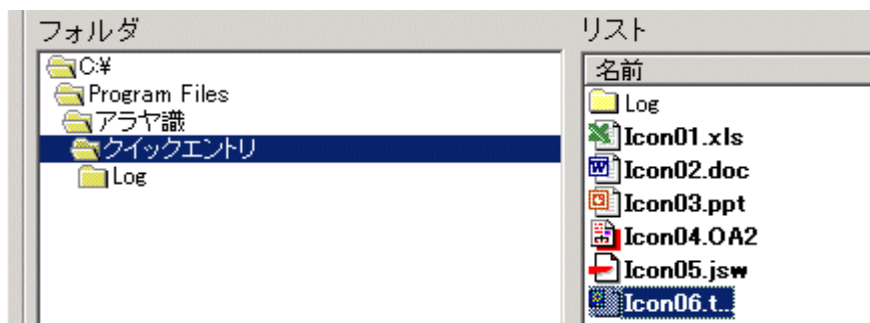 フォルダ
C:¥
Program Files
アラヤ識
クイックエントリ
Log
リスト
名前
Log
Icon01.xls
Icon02.doc
Icon03.ppt
Icon04.OA2
Icon05.jsw
Icon06.t...